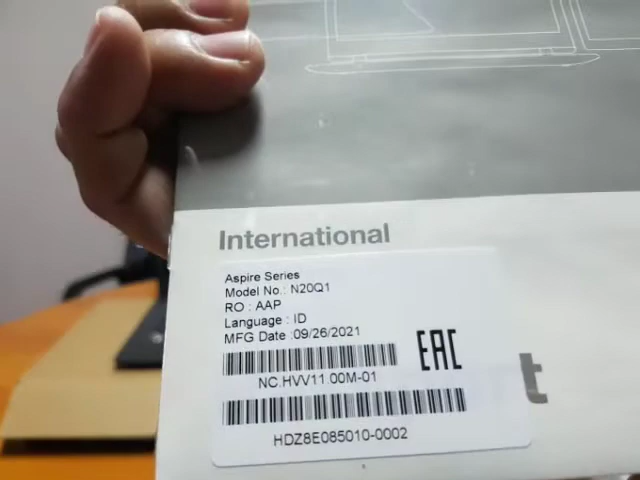 International
Aspire Series
Model No.: N20Q1
RO : AAP
Language : ID
MFG Date :09/26/2021
EAC
NC.HVV11.00M-01
t
HDZ8E085010-0002